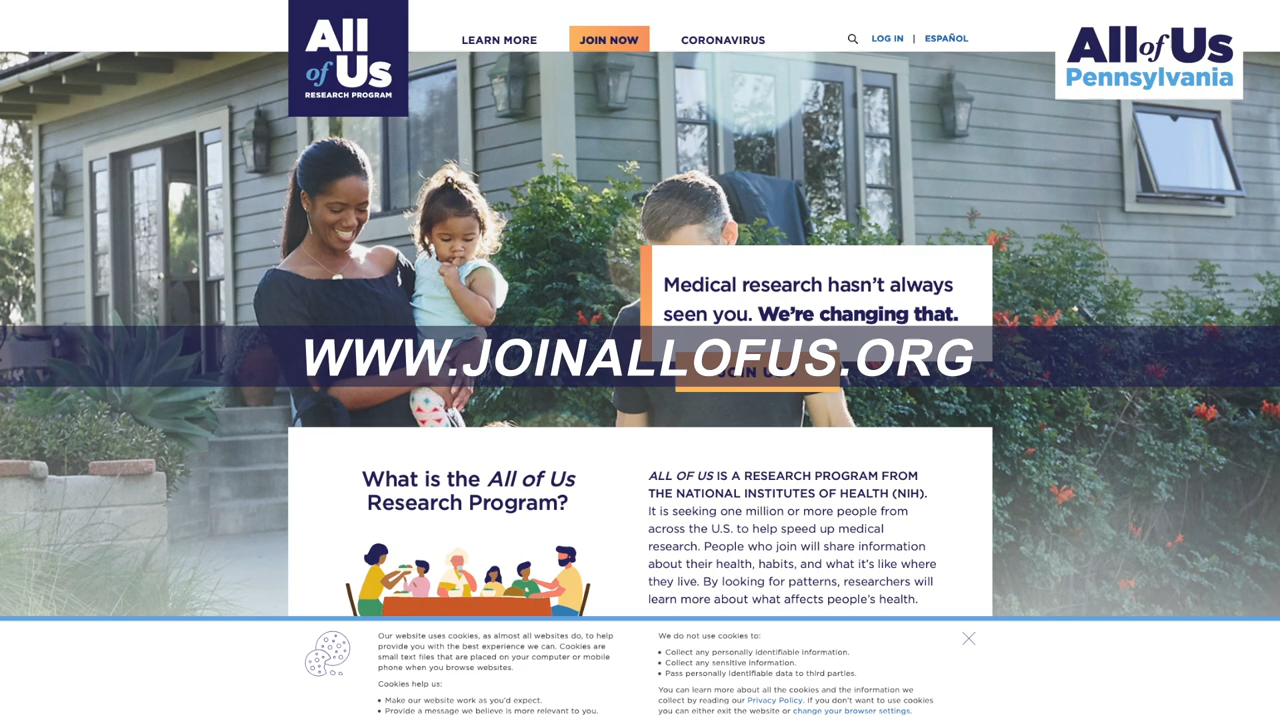 All
of Us
RESEARCH PROGRAM
LEARN MORE
JOIN NOW
CORONAVIRUS
LOG IN | ESPAÑOL
All of Us
Pennsylvania
Medical research hasn't always
seen you. We're changing that.
WWW.JOINALLOFUS.ORG
JOIN US
What is the All of Us
Research Program?
ALL OF US IS A RESEARCH PROGRAM FROM
THE NATIONAL INSTITUTES OF HEALTH (NIH).
It is seeking one million or more people from
across the U.S. to help speed up medical
research. People who join will share information
about their health, habits, and what it's like where
they live. By looking for patterns, researchers will
learn more about what affects people's health.
Our website uses cookies, as almost all websites do, to help
provide you with the best experience we can. Cookies are
small text files that are placed on your computer or mobile
phone when you browse websites.
Cookies help us:
• Make our website work as you'd expect.
• Provide a message we believe is more relevant to you.
We do not use cookies to:
• Collect any personally identifiable information.
• Collect any sensitive information.
• Pass personally identifiable data to third parties.
You can learn more about all the cookies and the information we
collect by reading our Privacy Policy. If you don't want to use cookies
you can either exit the website or change your browser settings.